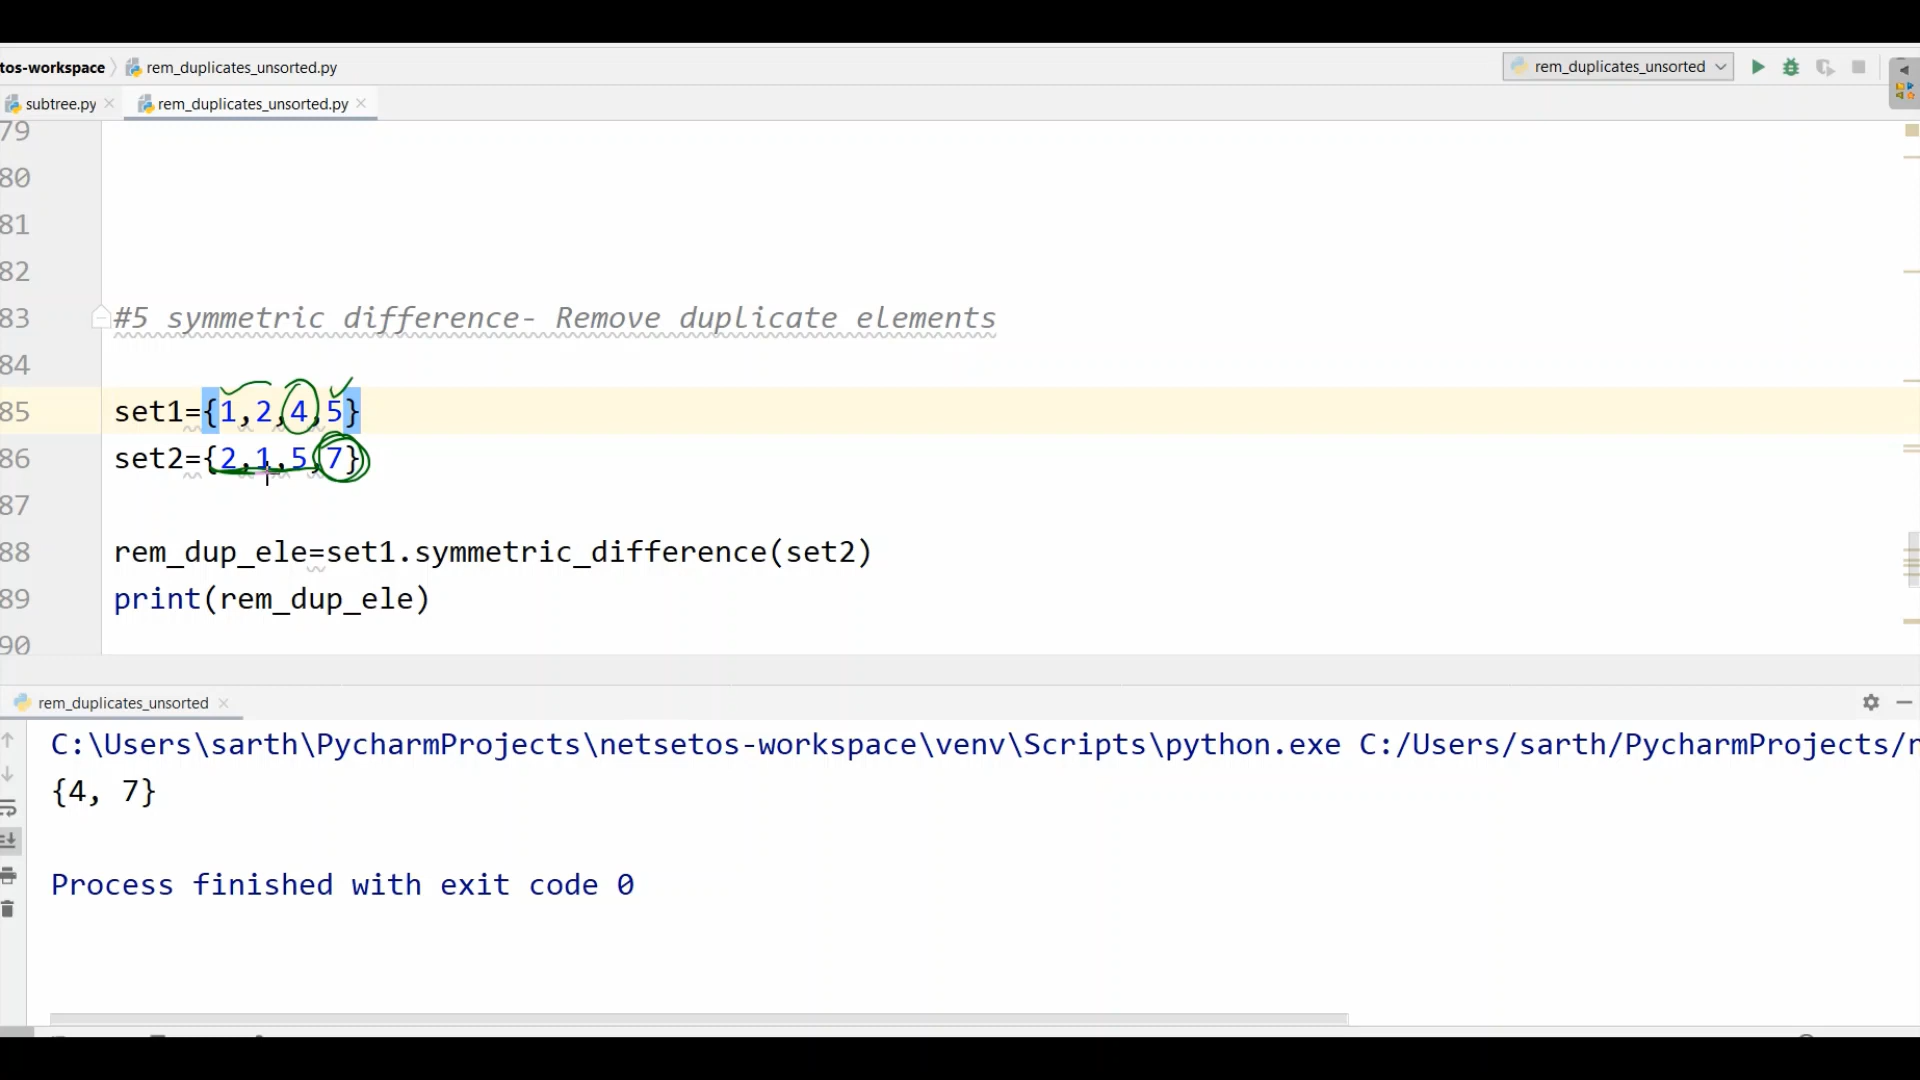 tos-workspace rem_duplicates_unsorted.py rem_duplicates_unsorted
subtree.py rem_duplicates_unsorted.py
79
80
81
82
83 #5 symmetric difference- Remove duplicate elements
84
85 set1={1,2,4,5}
86 set2={2,1,5,7}
87
88 rem_dup_ele=set1.symmetric_difference(set2)
89 print(rem_dup_ele)
90
rem_duplicates_unsorted
C:\Users\sarth\PycharmProjects\netsetos-workspace\venv\Scripts\python.exe C:/Users/sarth/PycharmProjects/n
{4, 7}
Process finished with exit code 0